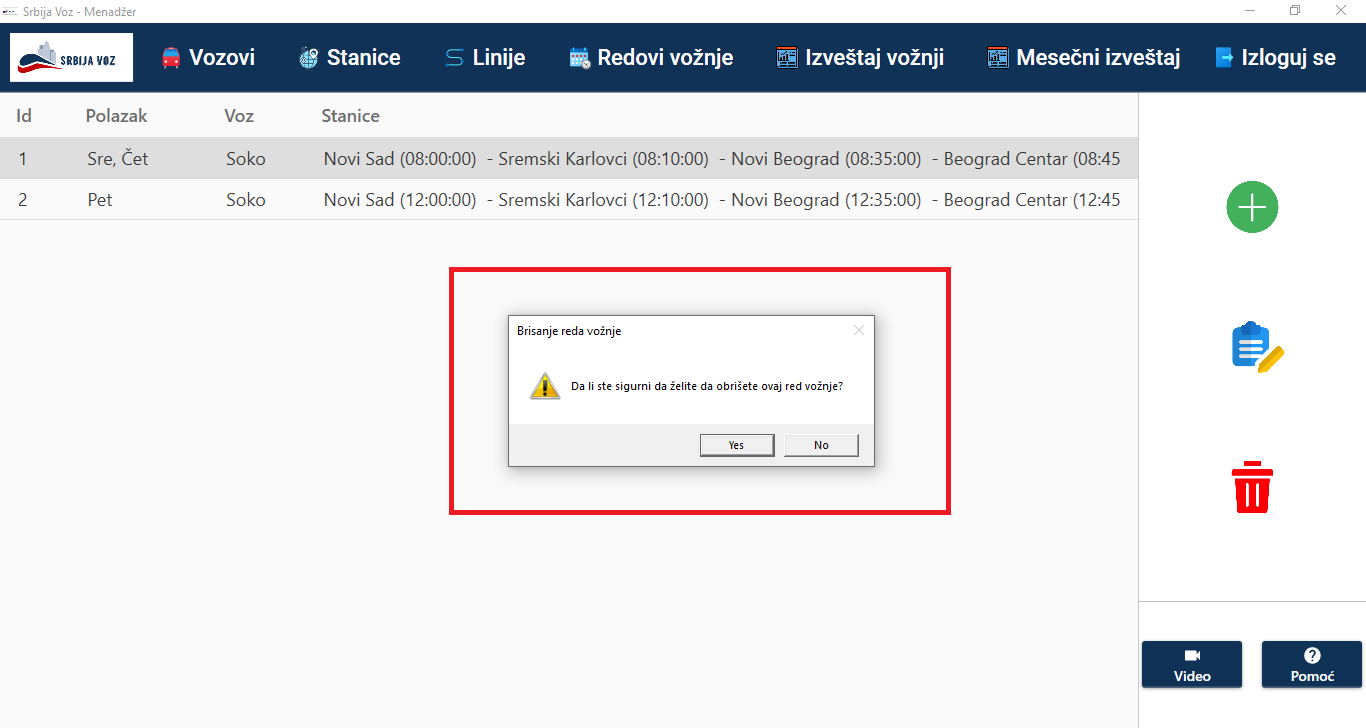 Srbija Voz - Menadžer
SRBIJA VOZ Vozovi Stanice Linije Redovi vožnje Izveštaj vožnji Mesečni izveštaj Izloguj se
Id Polazak Voz Stanice
1 Sre, Čet Soko Novi Sad (08:00:00) - Sremski Karlovci (08:10:00) - Novi Beograd (08:35:00) - Beograd Centar (08:45
2 Pet Soko Novi Sad (12:00:00) - Sremski Karlovci (12:10:00) - Novi Beograd (12:35:00) - Beograd Centar (12:45
Brisanje reda vožnje
Da li ste sigurni da želite da obrišete ovaj red vožnje?
Yes No
Video Pomoć